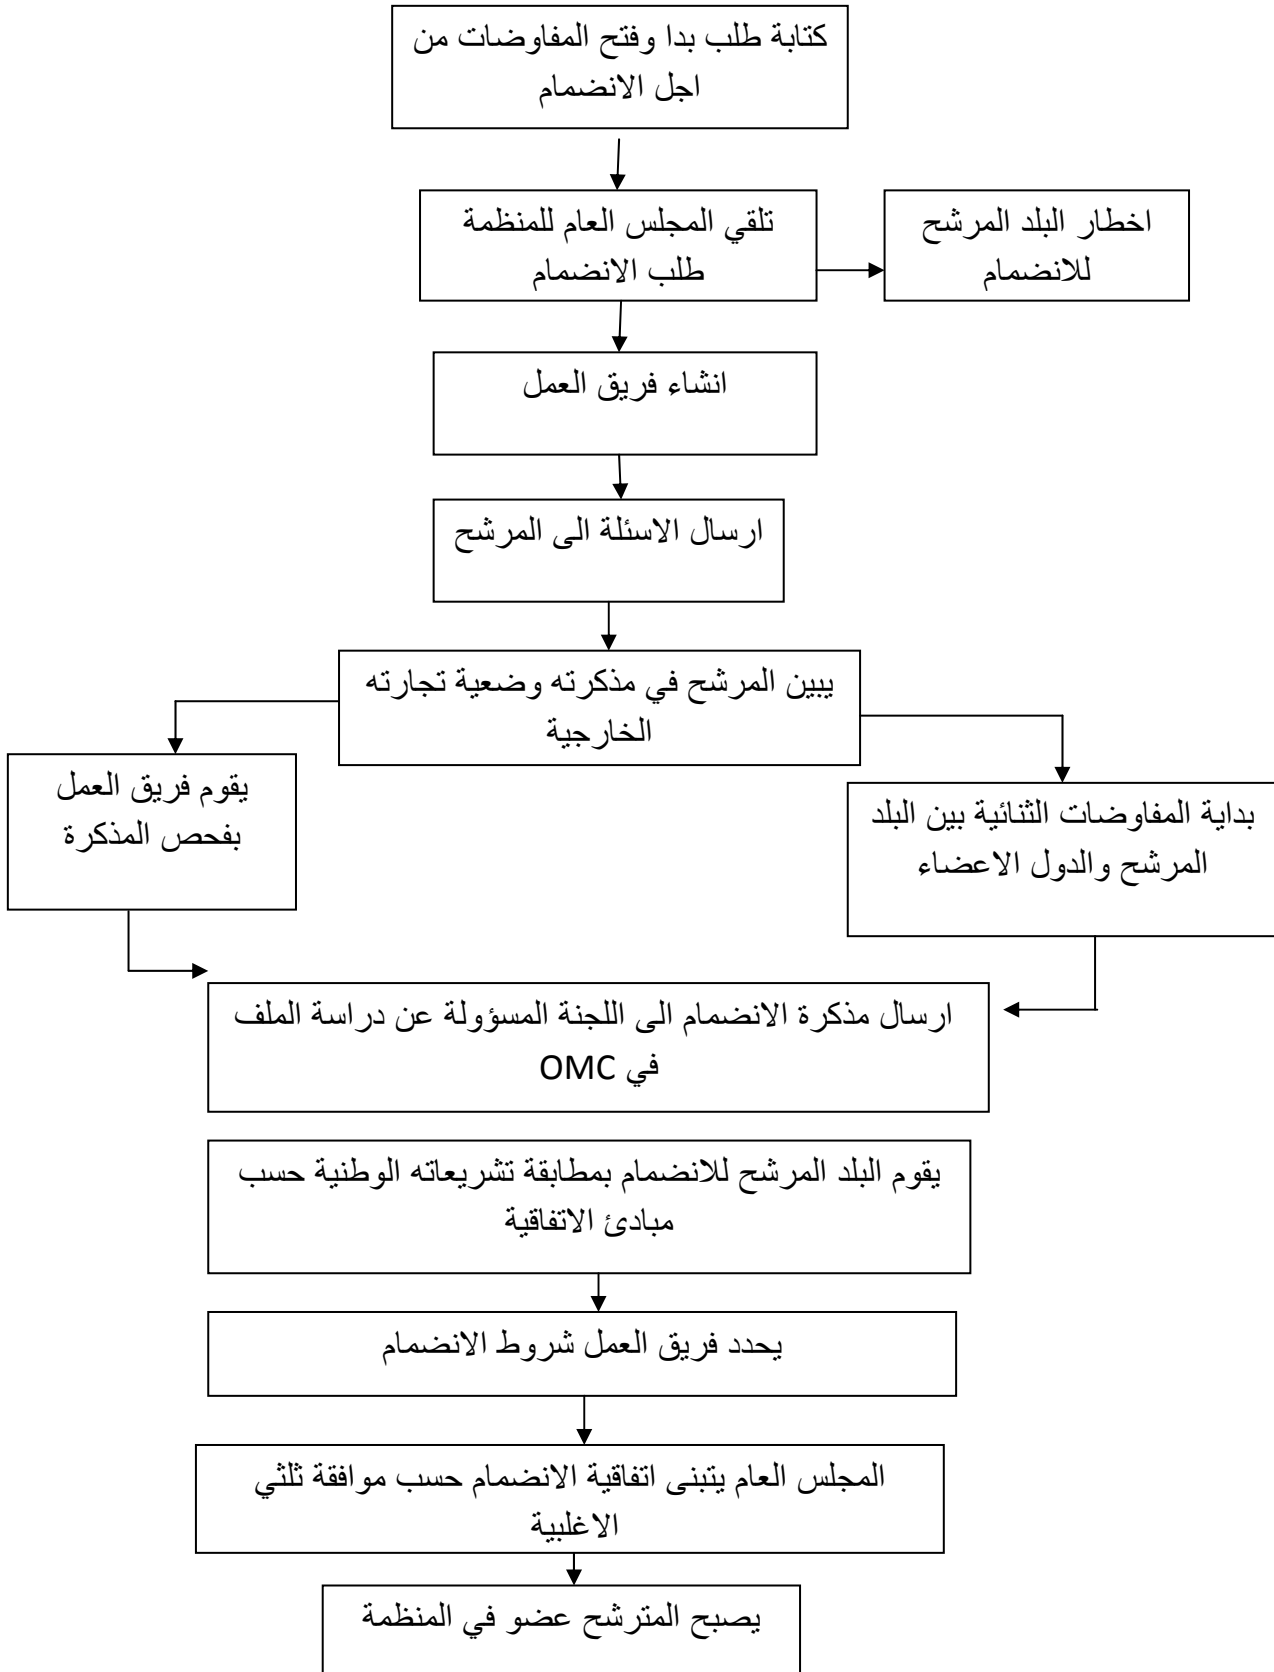 كتابة طلب بدا وفتح المفاوضات من
اجل الانضمام
تلقي المجلس العام للمنظمة
طلب الانضمام
اخطار البلد المرشح
للانضمام
انشاء فريق العمل
ارسال الاسئلة الى المرشح
يبين المرشح في مذكرته وضعية تجارته
الخارجية
بداية المفاوضات الثنائية بين البلد
المرشح والدول الاعضاء
يقوم فريق العمل
بفحص المذكرة
ارسال مذكرة الانضمام الى اللجنة المسؤولة عن دراسة الملف
في OMC
يقوم البلد المرشح للانضمام بمطابقة تشريعاته الوطنية حسب
مبادئ الاتفاقية
يحدد فريق العمل شروط الانضمام
المجلس العام يتبنى اتفاقية الانضمام حسب موافقة ثلثي
الاغلبية
يصبح المترشح عضو في المنظمة